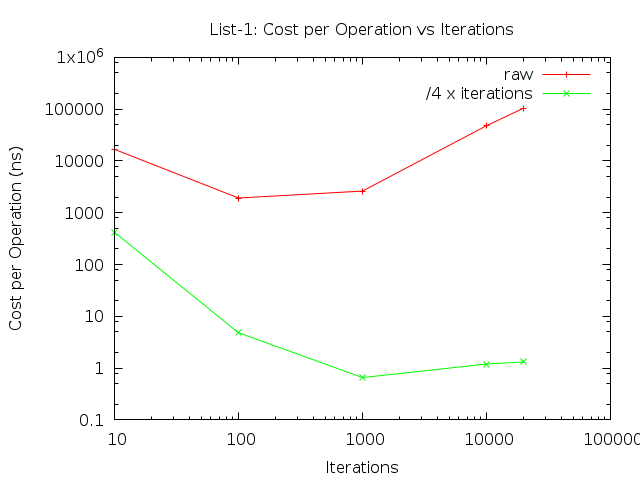 List-1: Cost per Operation vs Iterations
1x10^6
100000
10000
1000
100
10
1
0.1
Cost per Operation (ns)
raw
/4 x iterations
10
100
1000
10000
100000
Iterations